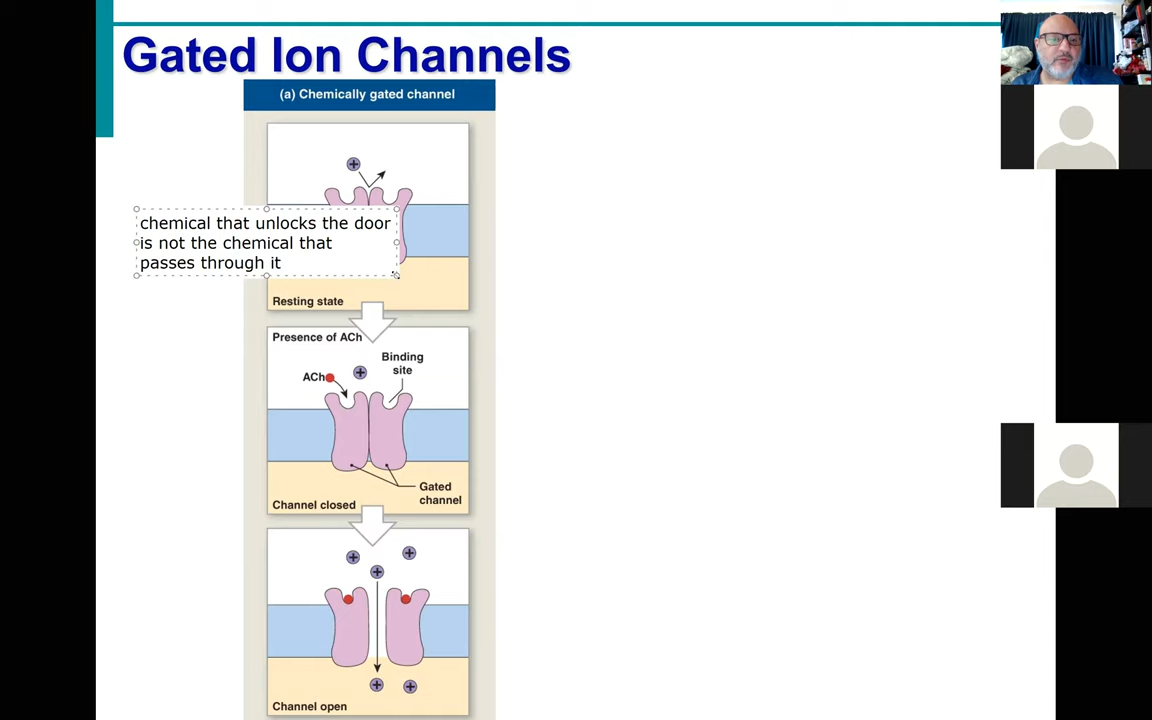 Gated Ion Channels
(a) Chemically gated channel
chemical that unlocks the door
is not the chemical that
passes through it
Resting state
Presence of ACh
Binding
site
ACh
Gated
channel
Channel closed
Channel open